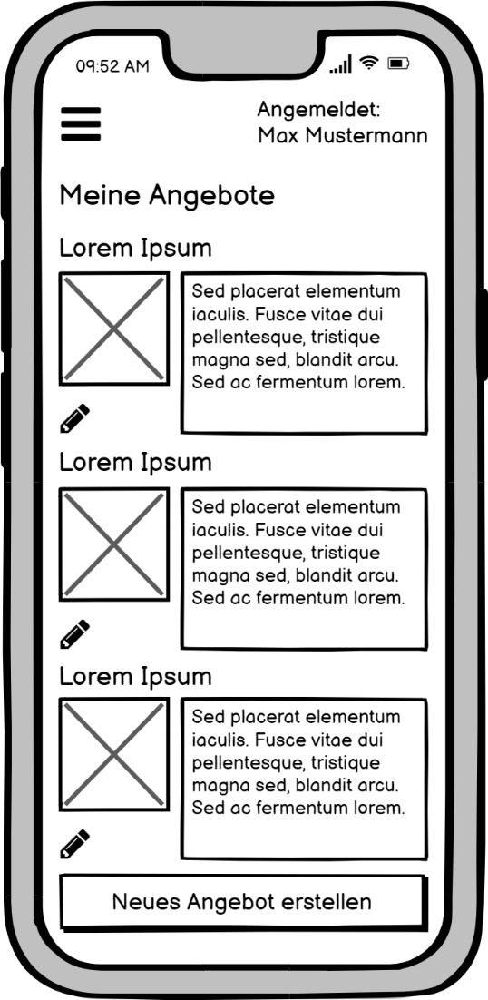 09:52 AM
Angemeldet:
Max Mustermann
Meine Angebote
Lorem Ipsum
Sed placerat elementum
iaculis. Fusce vitae dui
pellentesque, tristique
magna sed, blandit arcu.
Sed ac fermentum lorem.
Lorem Ipsum
Sed placerat elementum
iaculis. Fusce vitae dui
pellentesque, tristique
magna sed, blandit arcu.
Sed ac fermentum lorem.
Lorem Ipsum
Sed placerat elementum
iaculis. Fusce vitae dui
pellentesque, tristique
magna sed, blandit arcu.
Sed ac fermentum lorem.
Neues Angebot erstellen